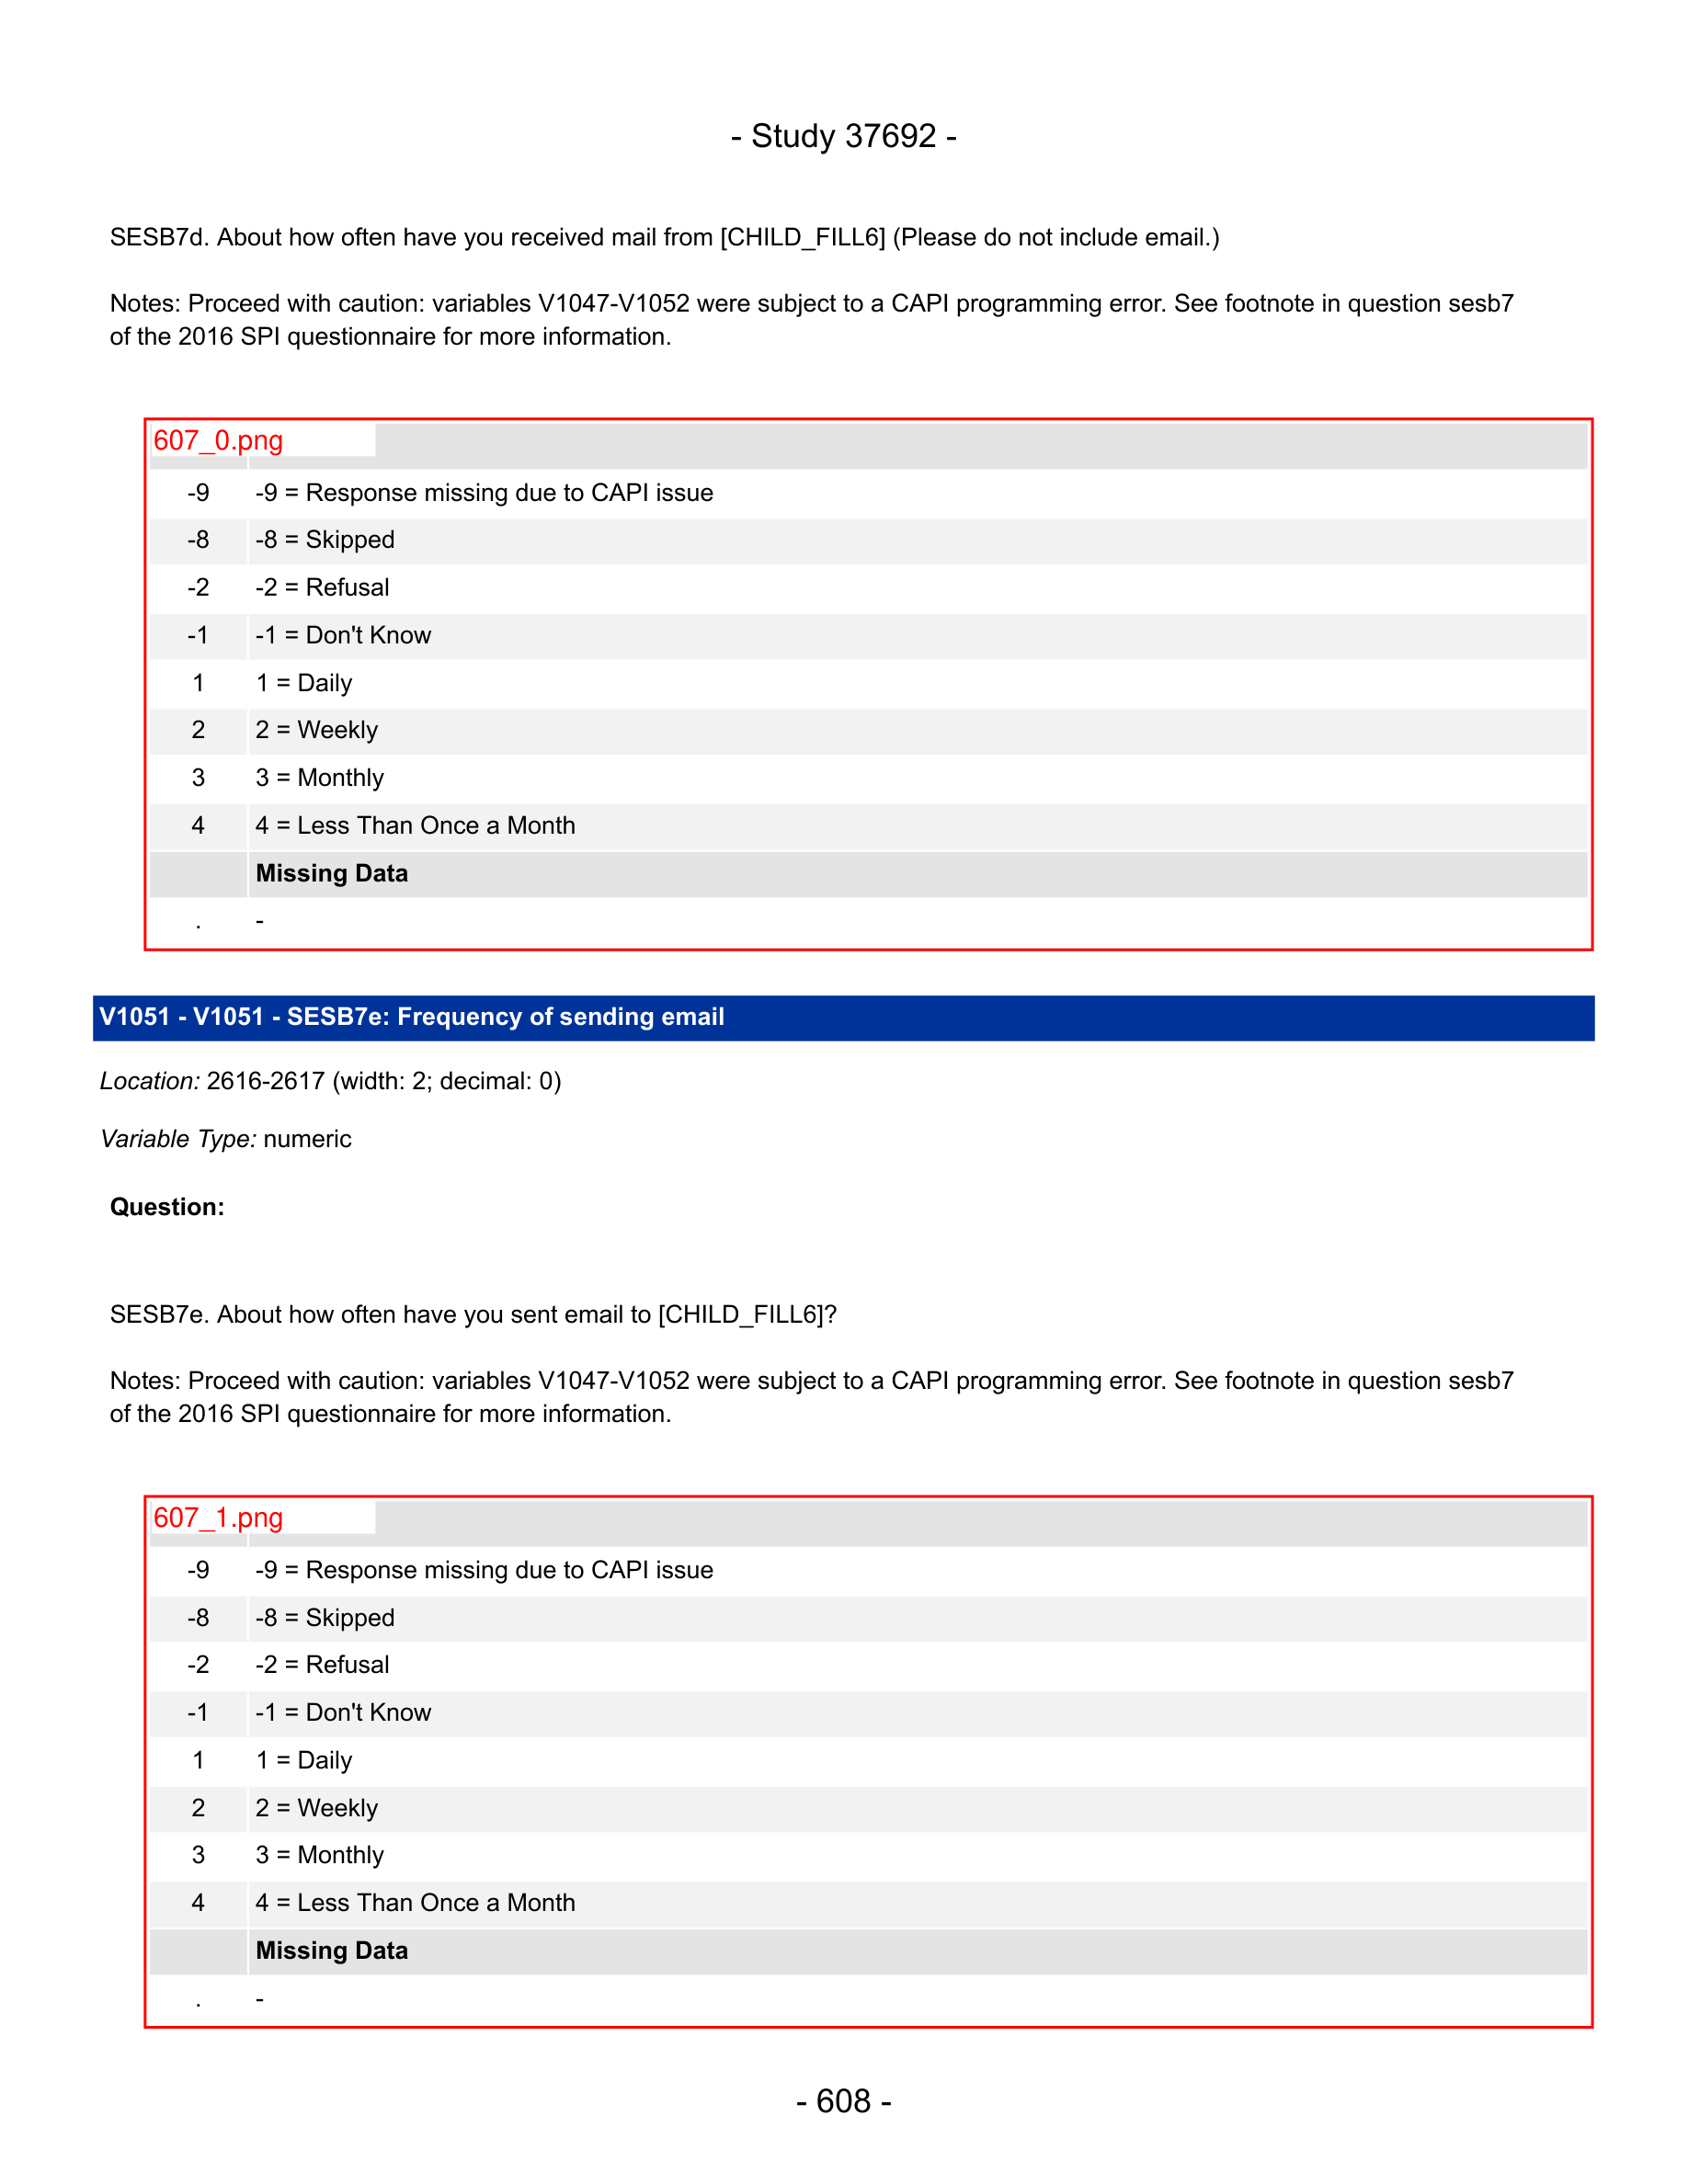 - Study 37692 -
SESB7d. About how often have you received mail from [CHILD_FILL6] (Please do not include email.)
Notes: Proceed with caution: variables V1047-V1052 were subject to a CAPI programming error. See footnote in question sesb7
of the 2016 SPI questionnaire for more information.
607_0.png
-9 -9 = Response missing due to CAPI issue
-8 -8 = Skipped
-2 -2 = Refusal
-1 -1 = Don't Know
1 1 = Daily
2 2 = Weekly
3 3 = Monthly
4 4 = Less Than Once a Month
Missing Data
. -
V1051 - V1051 - SESB7e: Frequency of sending email
Location: 2616-2617 (width: 2; decimal: 0)
Variable Type: numeric
Question:
SESB7e. About how often have you sent email to [CHILD_FILL6]?
Notes: Proceed with caution: variables V1047-V1052 were subject to a CAPI programming error. See footnote in question sesb7
of the 2016 SPI questionnaire for more information.
607_1.png
-9 -9 = Response missing due to CAPI issue
-8 -8 = Skipped
-2 -2 = Refusal
-1 -1 = Don't Know
1 1 = Daily
2 2 = Weekly
3 3 = Monthly
4 4 = Less Than Once a Month
Missing Data
. -
- 608 -